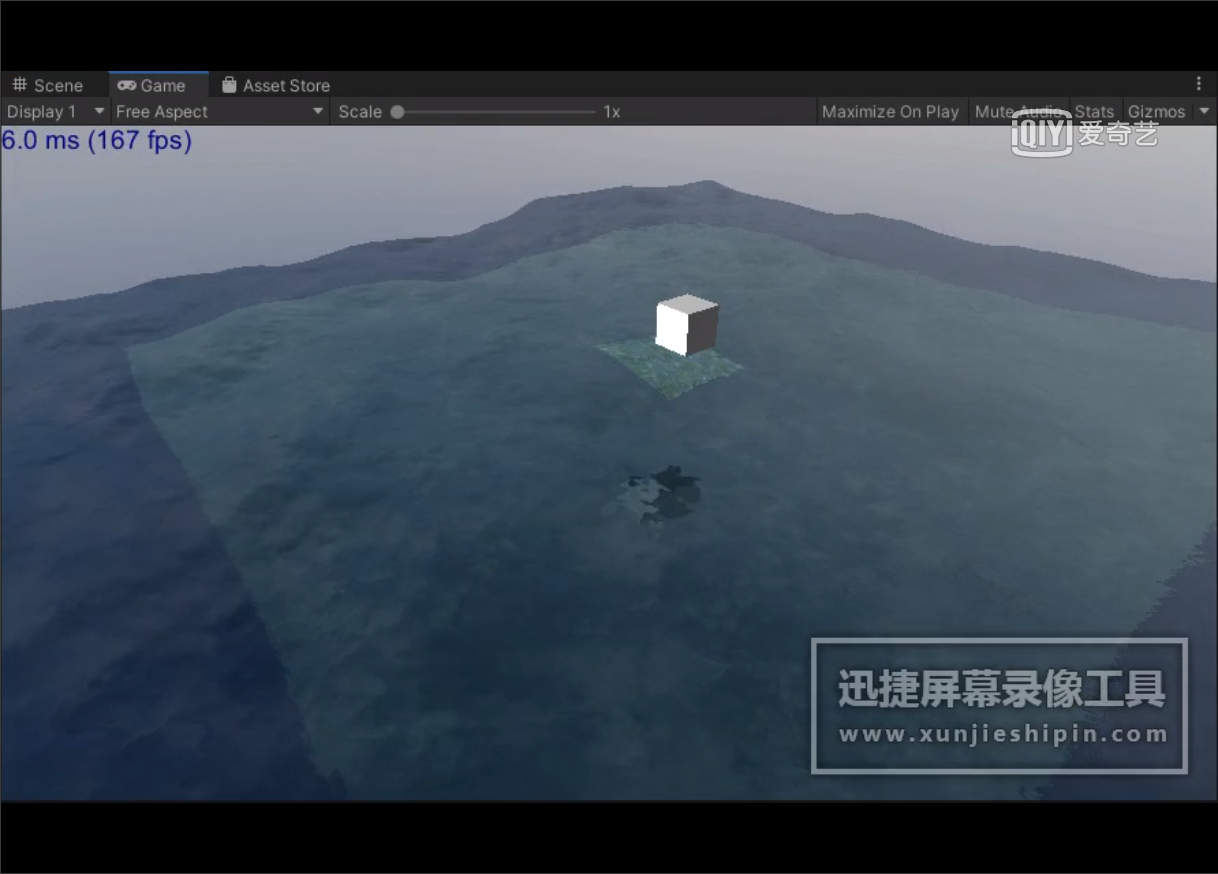 Scene Game Asset Store
Display 1 Free Aspect Scale 1x Maximize On Play Mute Audio Stats Gizmos
6.0 ms (167 fps)
QIY 爱奇艺
迅捷屏幕录像工具
www.xunjieshipin.com